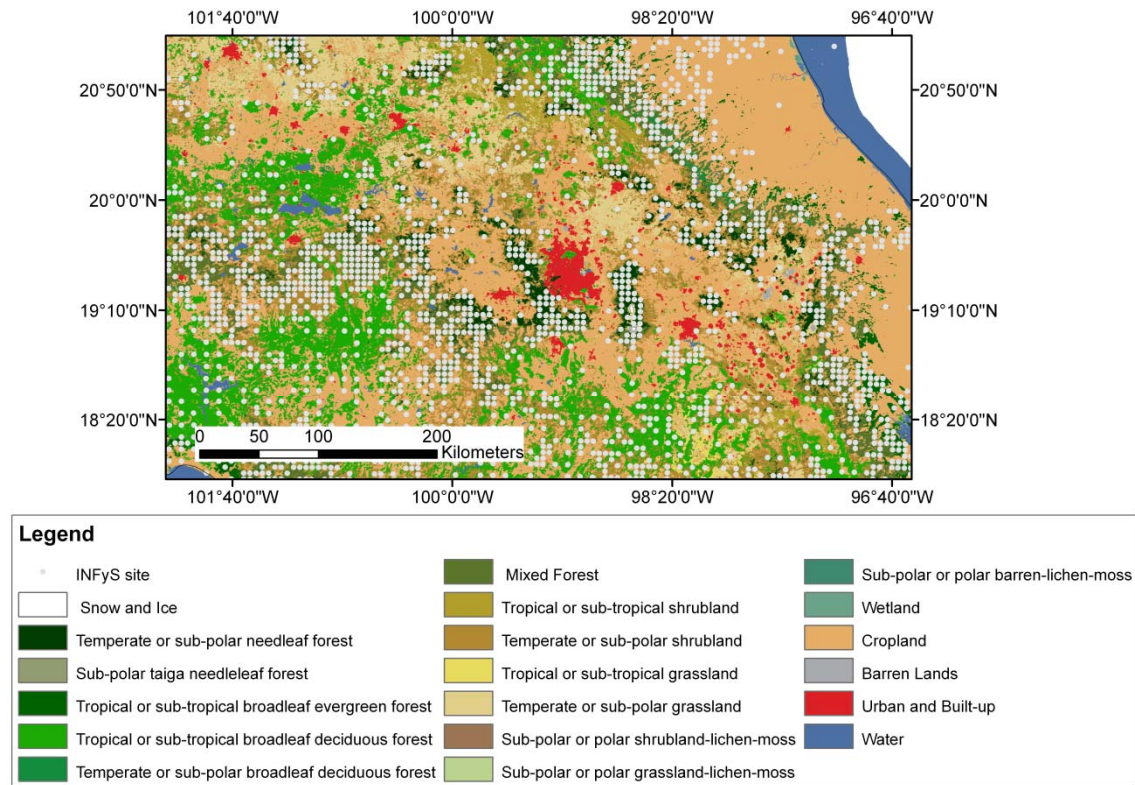 101°40'0"W 100°0'0"W 98°20'0"W 96°40'0"W
20°50'0"N 20°50'0"N
20°0'0"N 20°0'0"N
19°10'0"N 19°10'0"N
18°20'0"N 18°20'0"N
0 50 100 200
Kilometers
101°40'0"W 100°0'0"W 98°20'0"W 96°40'0"W
Legend
INFyS site
Snow and Ice
Temperate or sub-polar needleaf forest
Sub-polar taiga needleleaf forest
Tropical or sub-tropical broadleaf evergreen forest
Tropical or sub-tropical broadleaf deciduous forest
Temperate or sub-polar broadleaf deciduous forest
Mixed Forest
Tropical or sub-tropical shrubland
Temperate or sub-polar shrubland
Tropical or sub-tropical grassland
Temperate or sub-polar grassland
Sub-polar or polar shrubland-lichen-moss
Sub-polar or polar grassland-lichen-moss
Sub-polar or polar barren-lichen-moss
Wetland
Cropland
Barren Lands
Urban and Built-up
Water